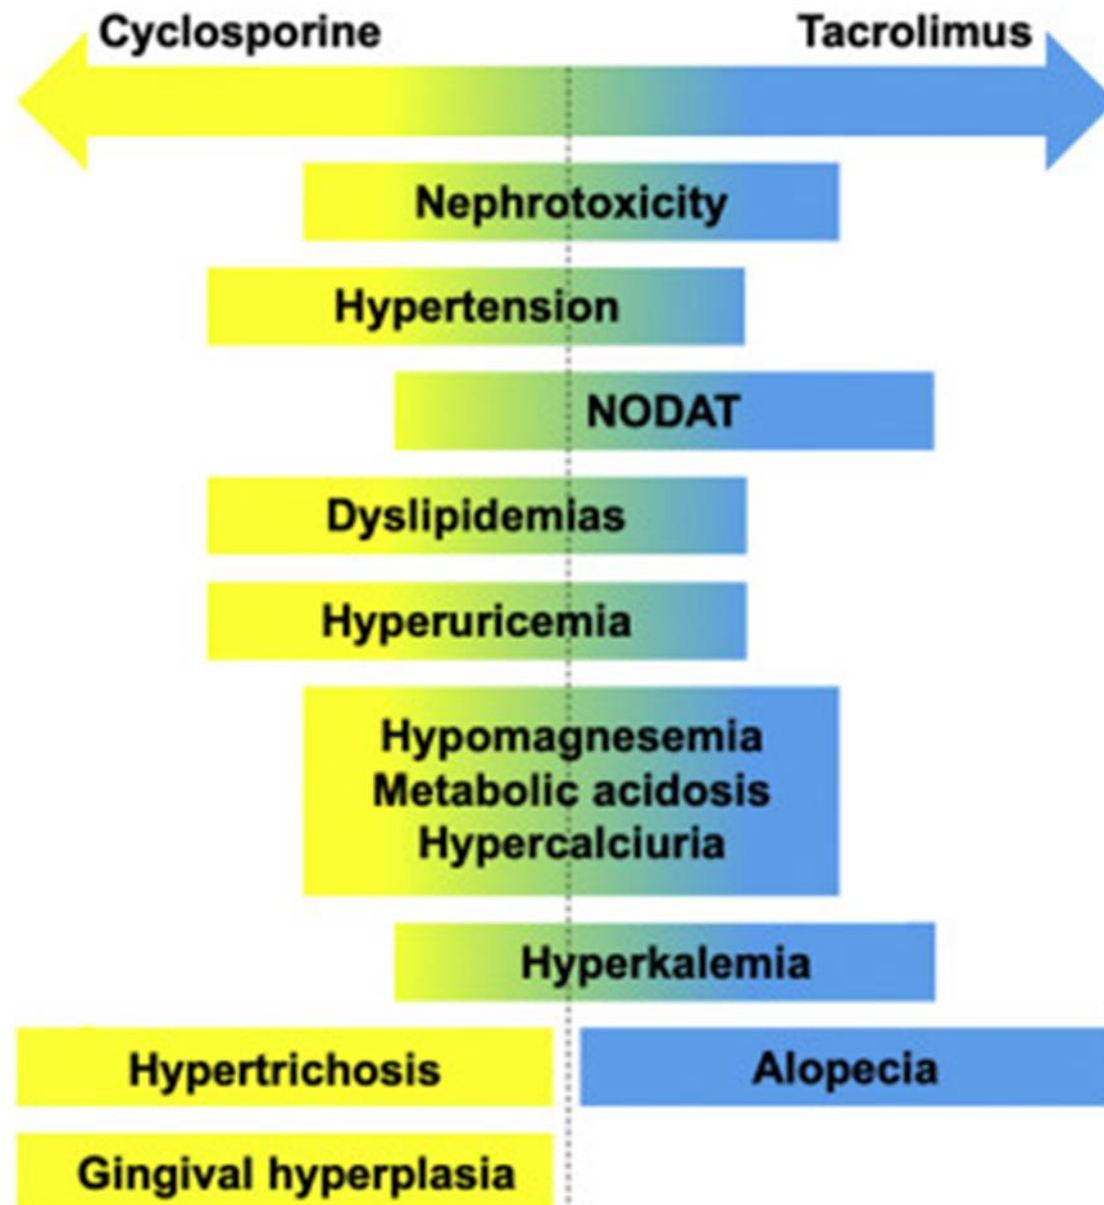 Cyclosporine
Tacrolimus
Nephrotoxicity
Hypertension
NODAT
Dyslipidemias
Hyperuricemia
Hypomagnesemia
Metabolic acidosis
Hypercalciuria
Hyperkalemia
Hypertrichosis
Alopecia
Gingival hyperplasia